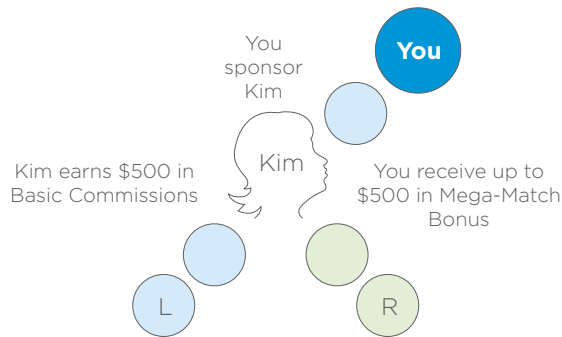 You
You
sponsor
Kim
Kim
Kim earns $500 in
Basic Commissions
You receive up to
$500 in Mega-Match
Bonus
L
R